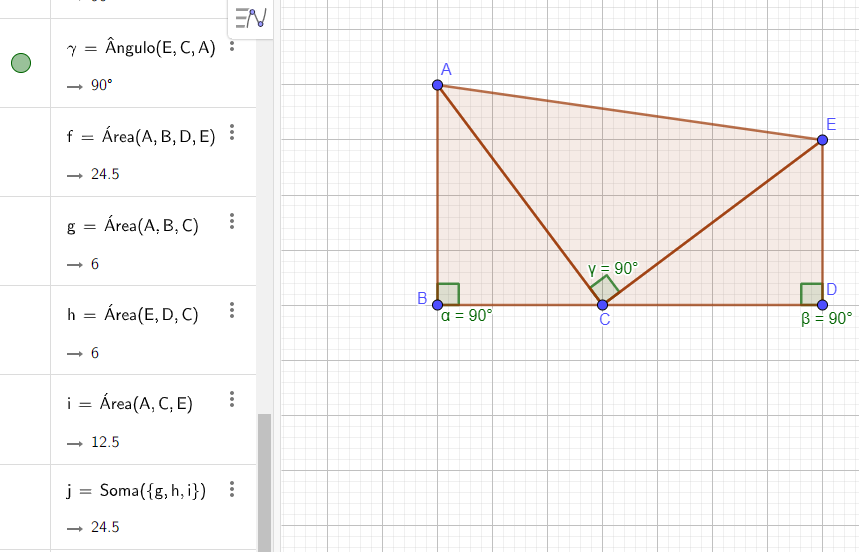 γ = Ângulo(E, C, A)
→ 90°
f = Área(A, B, D, E)
→ 24.5
g = Área(A, B, C)
→ 6
h = Área(E, D, C)
→ 6
i = Área(A, C, E)
→ 12.5
j = Soma({g, h, i})
→ 24.5
A
E
γ = 90°
B
D
α = 90°
C
β = 90°